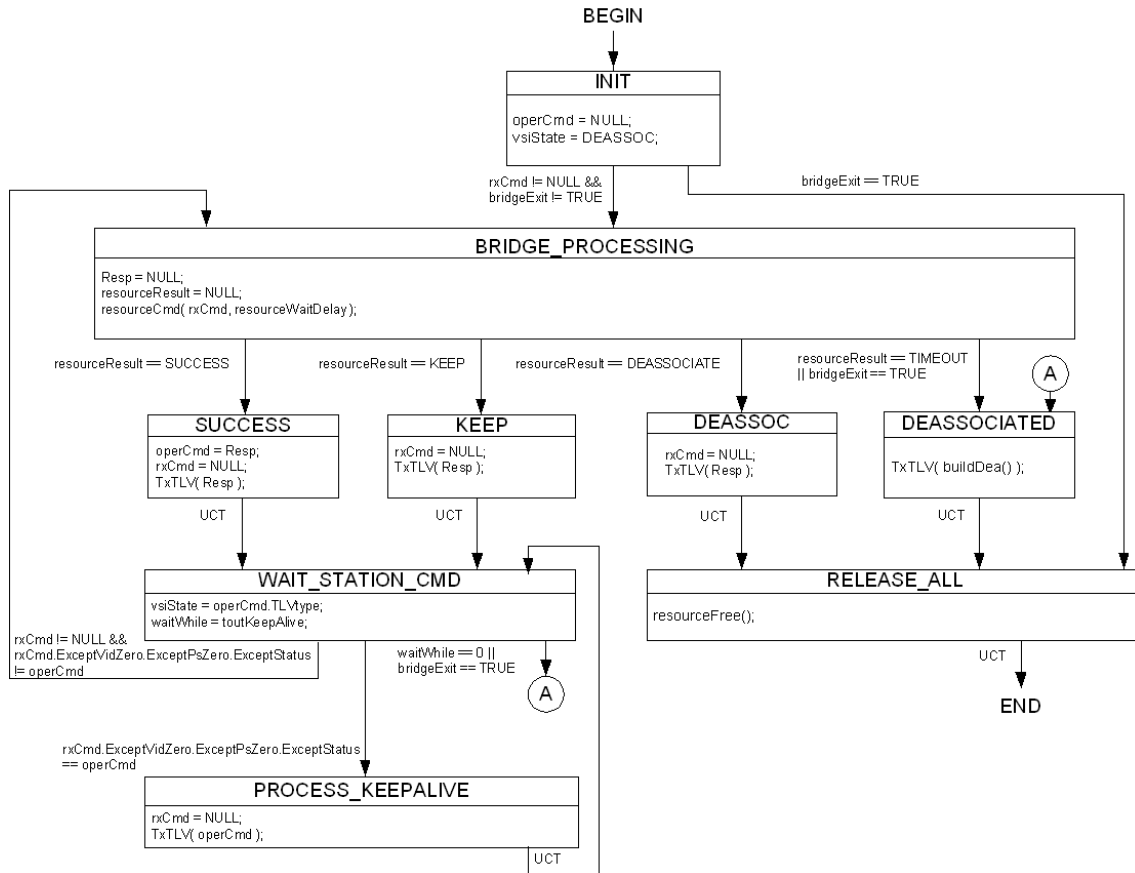 BEGIN
INIT
operCmd = NULL;
vsiState = DEASSOC;
rxCmd != NULL &&
bridgeExit != TRUE
bridgeExit == TRUE
BRIDGE_PROCESSING
Resp = NULL;
resourceResult = NULL;
resourceCmd( rxCmd, resourceWaitDelay );
resourceResult == SUCCESS
resourceResult == KEEP
resourceResult == DEASSOCIATE
resourceResult == TIMEOUT
|| bridgeExit == TRUE
A
SUCCESS
operCmd = Resp;
rxCmd = NULL;
TxTLV( Resp );
KEEP
rxCmd = NULL;
TxTLV( Resp );
DEASSOC
rxCmd = NULL;
TxTLV( Resp );
DEASSOCIATED
TxTLV( buildDea() );
UCT
UCT
UCT
UCT
WAIT_STATION_CMD
vsiState = operCmd.TLVtype;
waitWhile = toutKeepAlive;
RELEASE_ALL
resourceFree();
rxCmd != NULL &&
rxCmd.ExceptVidZero.ExceptPsZero.ExceptStatus
!= operCmd
waitWhile == 0 ||
bridgeExit == TRUE
A
UCT
END
rxCmd.ExceptVidZero.ExceptPsZero.ExceptStatus
== operCmd
PROCESS_KEEPALIVE
rxCmd = NULL;
TxTLV( operCmd );
UCT